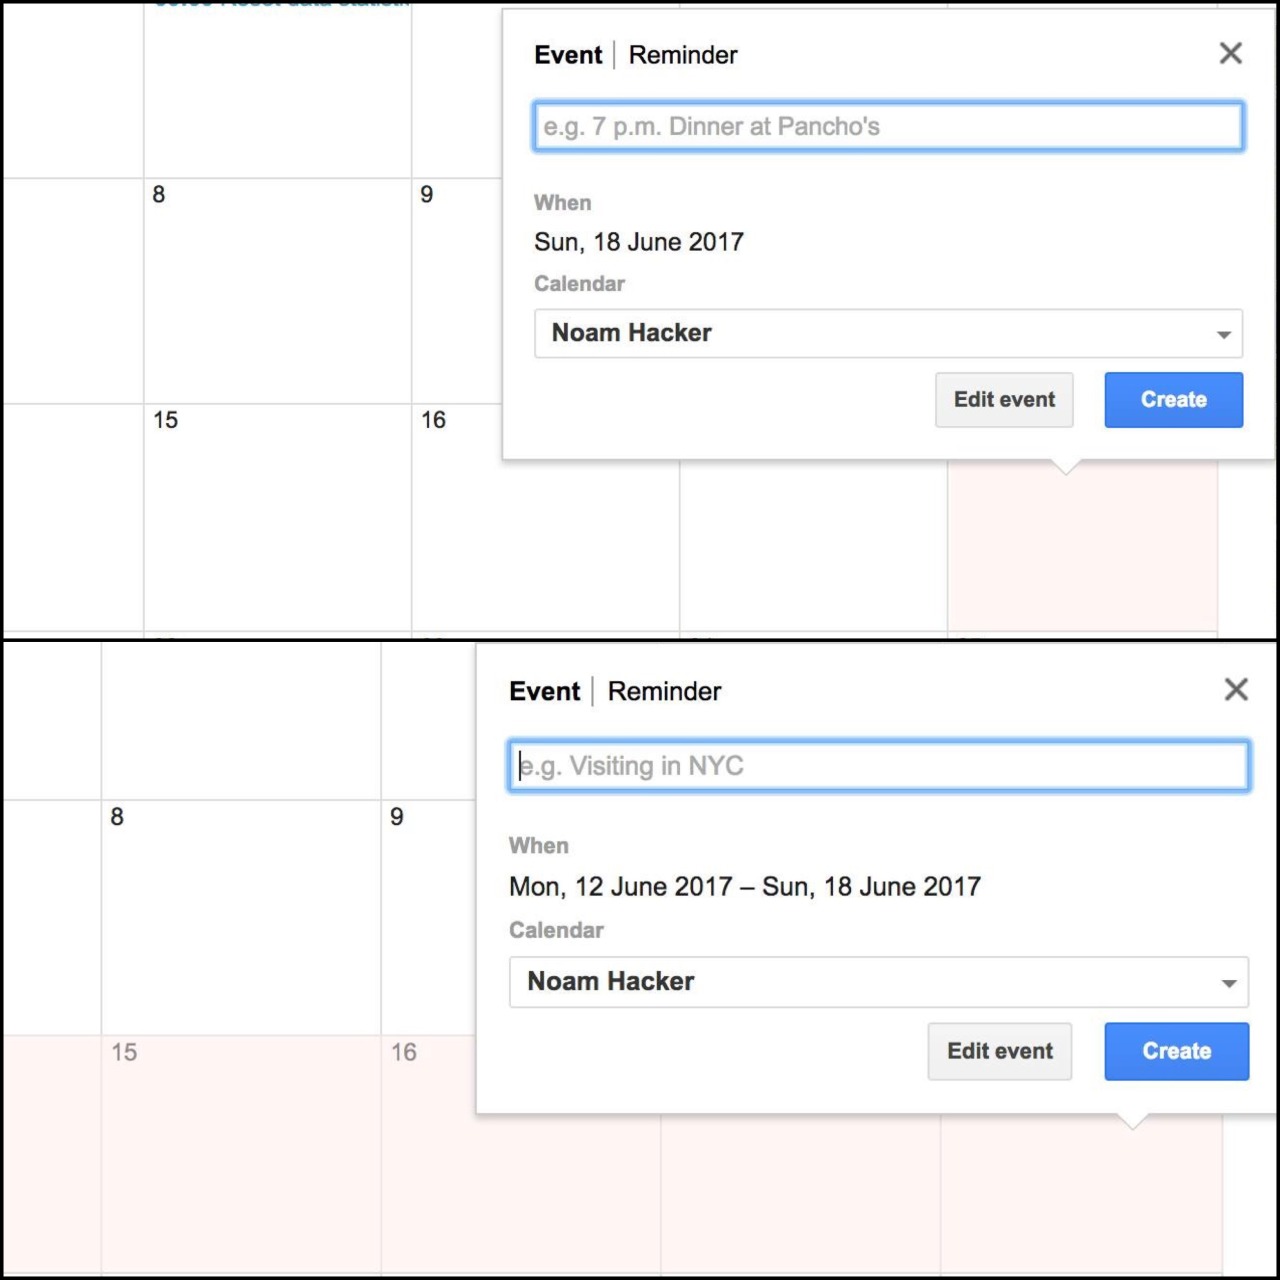 Event | Reminder
e.g. 7 p.m. Dinner at Pancho's
8
9
When
Sun, 18 June 2017
Calendar
Noam Hacker
Edit event
Create
15
16
Event | Reminder
e.g. Visiting in NYC
8
9
When
Mon, 12 June 2017 – Sun, 18 June 2017
Calendar
Noam Hacker
Edit event
Create
15
16